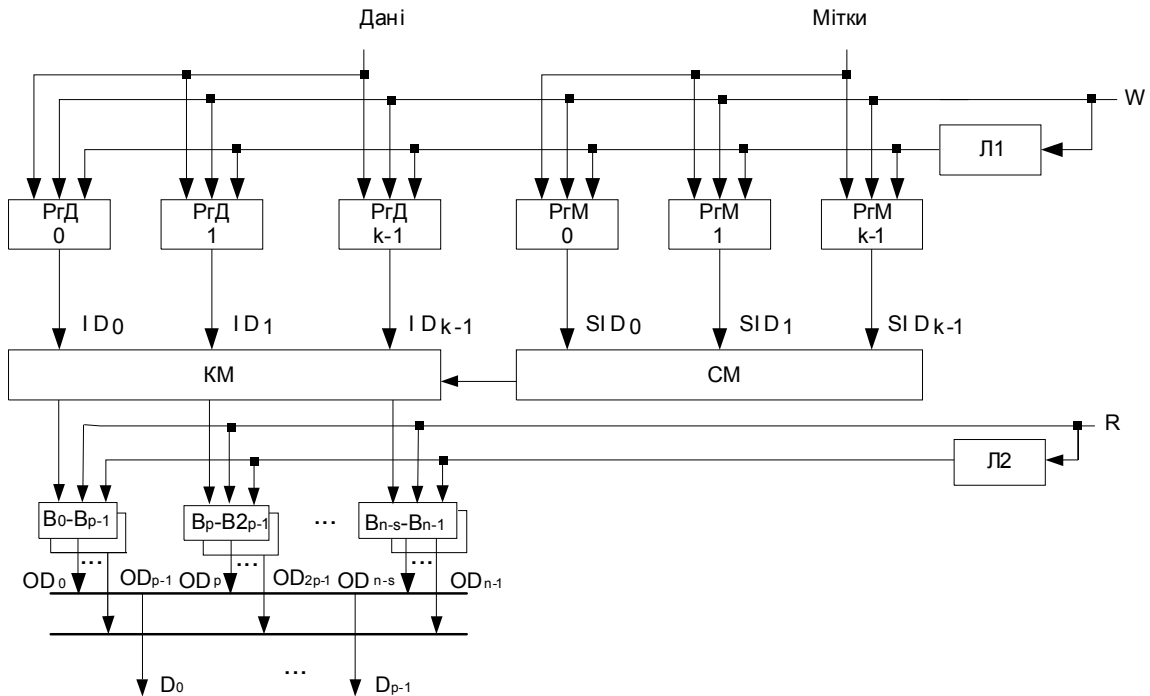 Дані
Мітки
W
Л1
РгД
0
РгД
1
РгД
k-1
РгМ
0
РгМ
1
РгМ
k-1
ID0
ID1
IDk-1
SID0
SID1
SIDk-1
КМ
СМ
R
Л2
B0-Bp-1
Bp-B2p-1
...
Bn-s-Bn-1
...
...
...
OD0
ODp-1
ODp
OD2p-1
ODn-s
ODn-1
D0
...
Dp-1